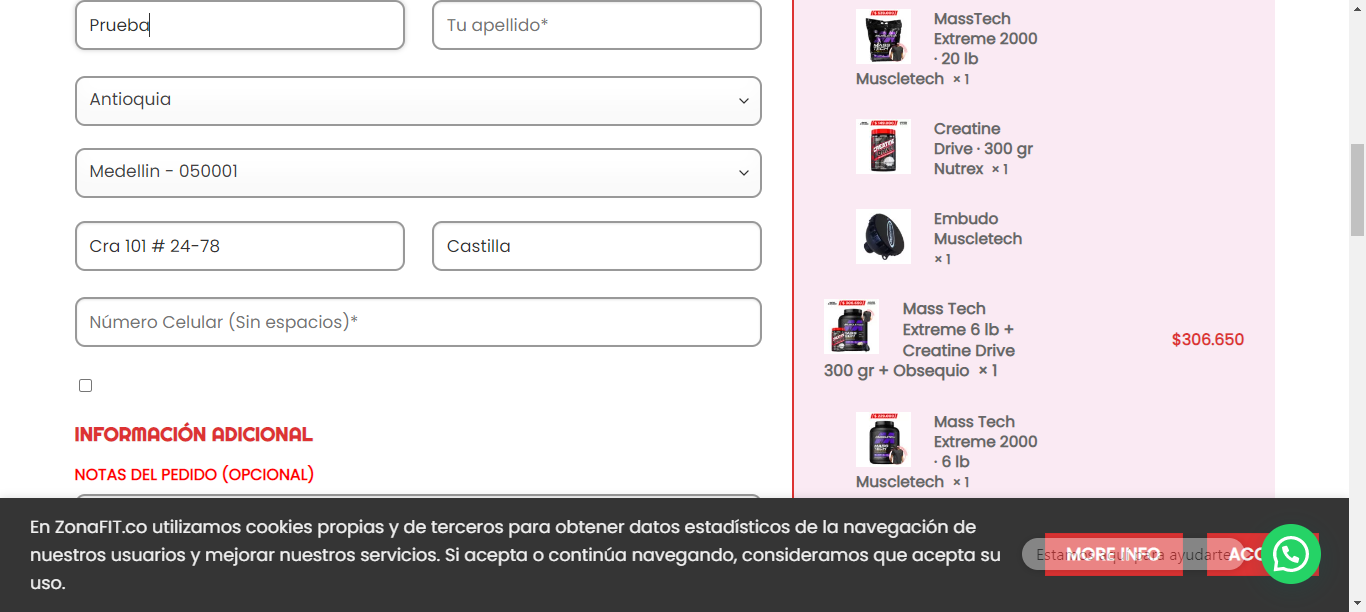 Prueba
Tu apellido*
Antioquia
Medellin - 050001
Cra 101 # 24-78
Castilla
Número Celular (Sin espacios)*
INFORMACIÓN ADICIONAL
NOTAS DEL PEDIDO (OPCIONAL)
MassTech
Extreme 2000
· 20 lb
Muscletech × 1
Creatine
Drive · 300 gr
Nutrex × 1
Embudo
Muscletech
× 1
Mass Tech
Extreme 6 lb +
Creatine Drive
300 gr + Obsequio × 1
$306.650
Mass Tech
Extreme 2000
· 6 lb
Muscletech × 1
En ZonaFIT.co utilizamos cookies propias y de terceros para obtener datos estadísticos de la navegación de
nuestros usuarios y mejorar nuestros servicios. Si acepta o continúa navegando, consideramos que acepta su
uso.
MORE INFO
Estamos aquí para ayudarte